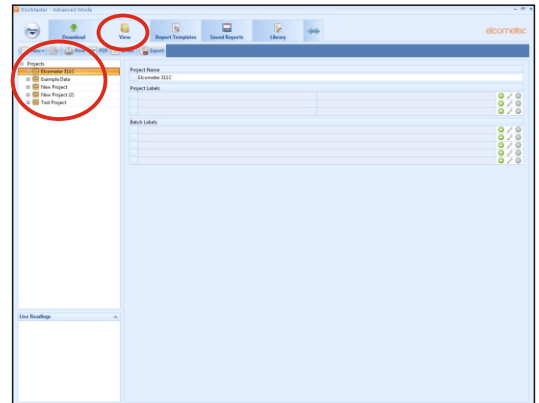 ElcoMaster - Advanced Mode
Download
View
Report Templates
Saved Reports
Library
elcometer
Export
Projects
Elcometer 311C
Example Data
New Project
New Project (2)
Test Project
Project Name
Elcometer 311C
Project Labels
Batch Labels
Live Readings